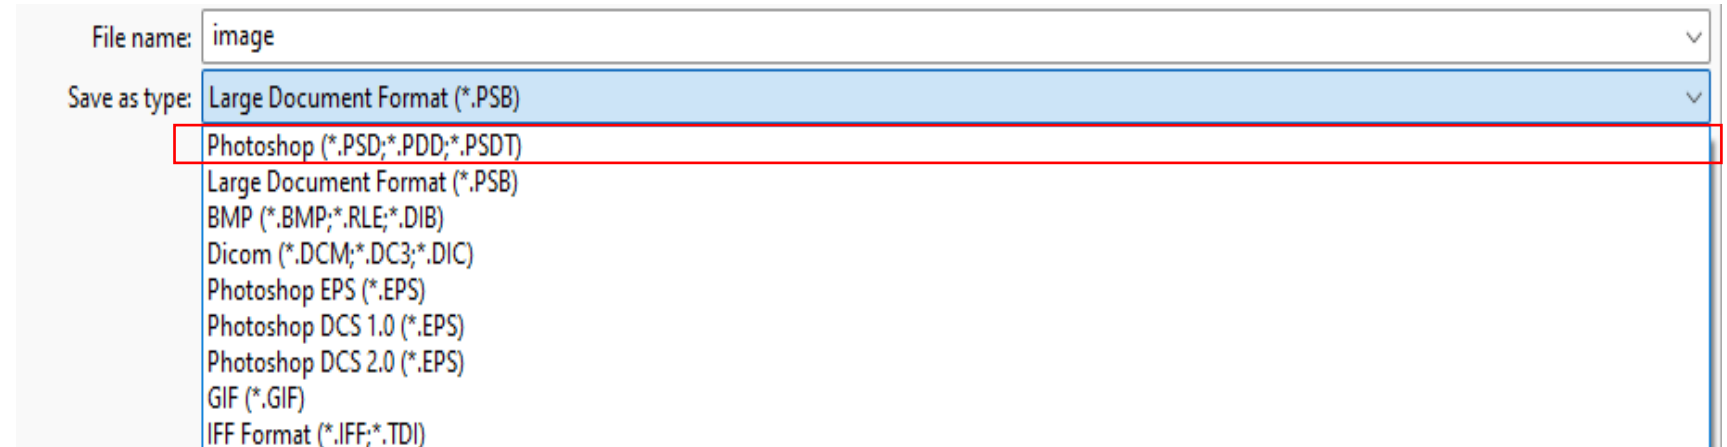 File name: image
Save as type: Large Document Format (*.PSB)
Photoshop (*.PSD;*.PDD;*.PSDT)
Large Document Format (*.PSB)
BMP (*.BMP;*.RLE;*.DIB)
Dicom (*.DCM;*.DC3;*.DIC)
Photoshop EPS (*.EPS)
Photoshop DCS 1.0 (*.EPS)
Photoshop DCS 2.0 (*.EPS)
GIF (*.GIF)
IFF Format (*.IFF;*.TDI)